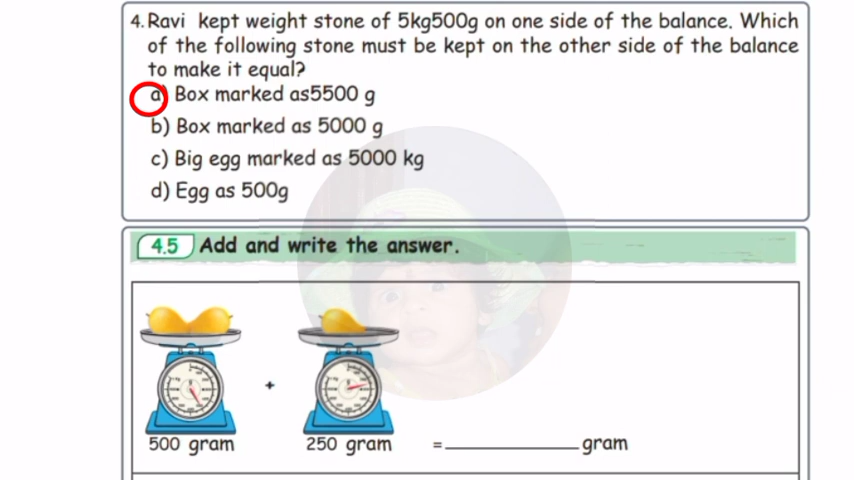 4. Ravi kept weight stone of 5kg500g on one side of the balance. Which
of the following stone must be kept on the other side of the balance
to make it equal?
a) Box marked as5500 g
b) Box marked as 5000 g
c) Big egg marked as 5000 kg
d) Egg as 500g
4.5 Add and write the answer.
+
500 gram 250 gram = ____________ gram